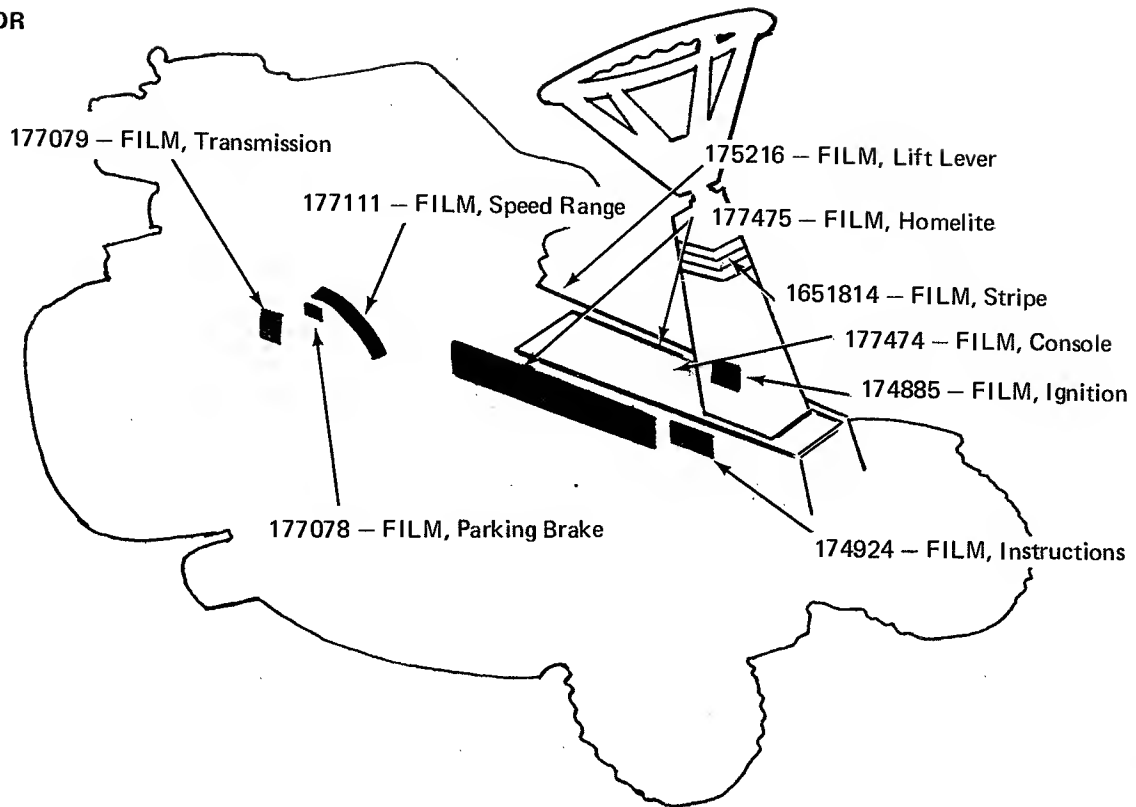 OR
177079 – FILM, Transmission
177111 – FILM, Speed Range
175216 – FILM, Lift Lever
177475 – FILM, Homelite
1651814 – FILM, Stripe
177474 – FILM, Console
174885 – FILM, Ignition
177078 – FILM, Parking Brake
174924 – FILM, Instructions